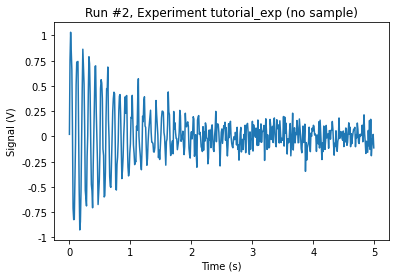 Run #2, Experiment tutorial_exp (no sample)
Signal (V)
1
0.75
0.50
0.25
0
-0.25
-0.5
-0.75
-1
0 1 2 3 4 5
Time (s)